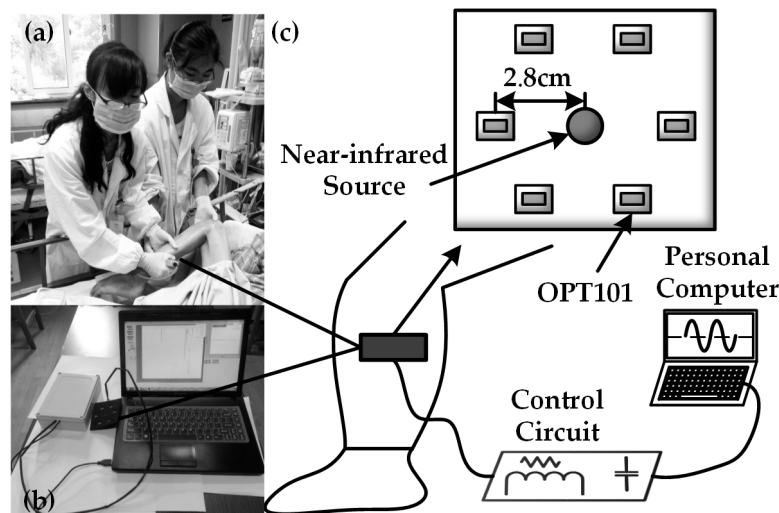 (a)
(c)
2.8cm
Near-infrared
Source
OPT101
Personal
Computer
Control
Circuit
(b)